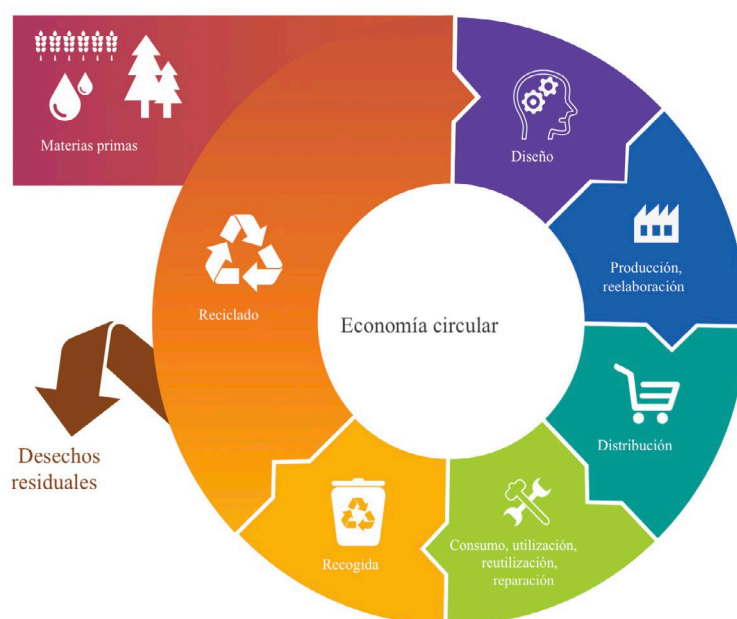 Materias primas
Diseño
Producción,
reelaboración
Reciclado
Economía circular
Distribución
Desechos
residuales
Consumo, utilización,
reutilización,
reparación
Recogida